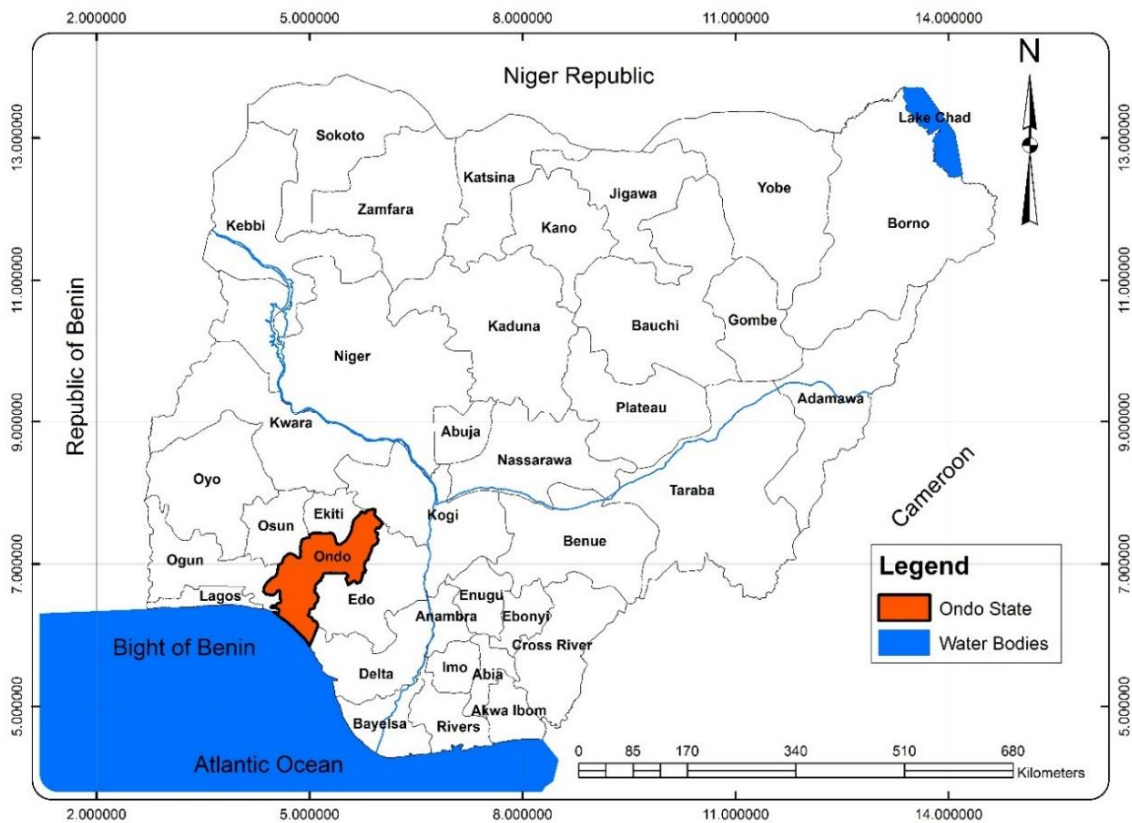 2.000000 5.000000 8.000000 11.000000 14.000000
N
Niger Republic
Lake Chad
13.000000 13.000000
Sokoto
Katsina
Yobe
Jigawa
Zamfara
Kebbi
Kano
Borno
11.000000 11.000000
Republic of Benin
Kaduna
Bauchi
Gombe
Niger
Plateau
Adamawa
9.000000 9.000000
Kwara
Abuja
Nassarawa
Oyo
Taraba
Cameroon
Ekiti
Kogi
Osun
Benue
Ogun
Ondo
7.000000 7.000000
Legend
Ondo State
Water Bodies
Lagos
Edo
Enugu
Anambra
Ebonyi
Bight of Benin
Cross River
Delta
Imo
Abia
5.000000 5.000000
Bayelsa
Rivers
Akwa Ibom
Atlantic Ocean
0 85 170 340 510 680
Kilometers
2.000000 5.000000 8.000000 11.000000 14.000000